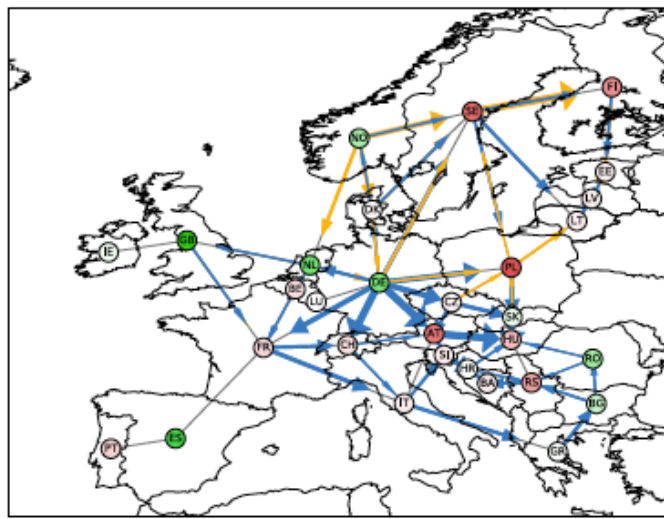 FI
SE
NO
EE
LV
DK
LT
GB
IE
NL
PL
DE
BE
LU
CZ
SK
AT
HU
FR
CH
SI
RO
HR
RS
BA
IT
BG
ES
PT
GR